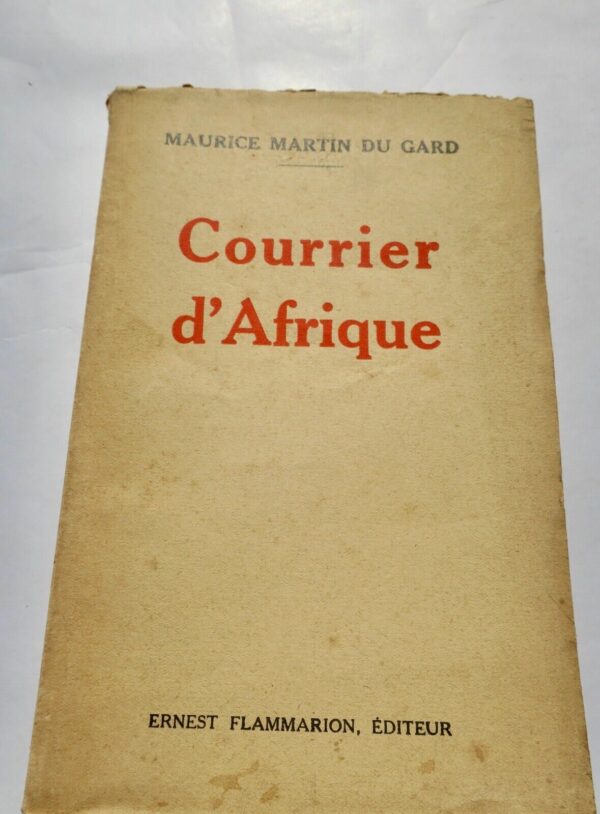 MAURICE MARTIN DU GARD
Courrier
d'Afrique
ERNEST FLAMMARION, ÉDITEUR